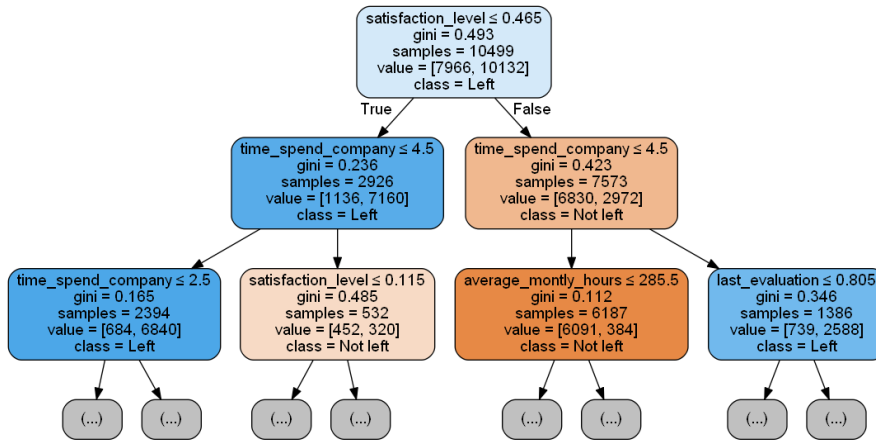 satisfaction_level ≤ 0.465
gini = 0.493
samples = 10499
value = [7966, 10132]
class = Left
True
False
time_spend_company ≤ 4.5
gini = 0.236
samples = 2926
value = [1136, 7160]
class = Left
time_spend_company ≤ 4.5
gini = 0.423
samples = 7573
value = [6830, 2972]
class = Not left
time_spend_company ≤ 2.5
gini = 0.165
samples = 2394
value = [684, 6840]
class = Left
satisfaction_level ≤ 0.115
gini = 0.485
samples = 532
value = [452, 320]
class = Not left
average_montly_hours ≤ 285.5
gini = 0.112
samples = 6187
value = [6091, 384]
class = Not left
last_evaluation ≤ 0.805
gini = 0.346
samples = 1386
value = [739, 2588]
class = Left
(...)
(...)
(...)
(...)
(...)
(...)
(...)
(...)